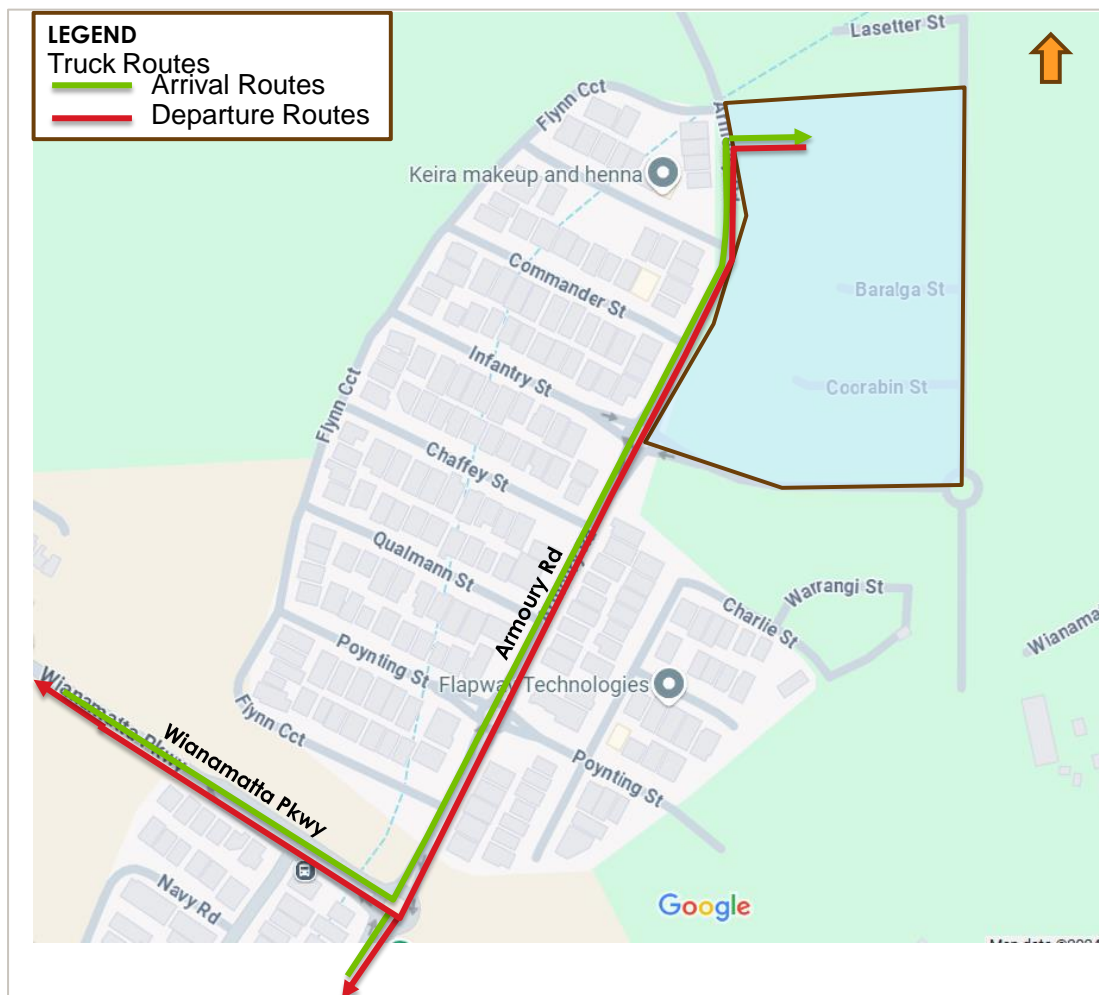 LEGEND
Truck Routes
Arrival Routes
Departure Routes
Lasetter St
Flynn Cct
Keira makeup and henna
Commander St
Baralga St
Infantry St
Coorabin St
Flynn Cct
Chaffey St
Qualmann St
Armoury Rd
Warrangi St
Charlie St
Poynting St
Flapway Technologies
Wianamatta Pkwy
Flynn Cct
Wianamatta Pkwy
Poynting St
Navy Rd
Google